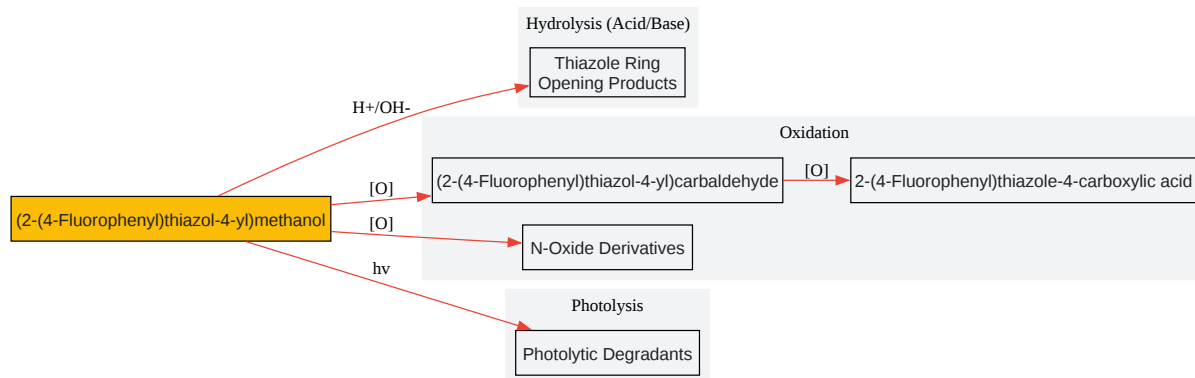 Hydrolysis (Acid/Base)
Thiazole Ring
Opening Products
H+/OH-
Oxidation
(2-(4-Fluorophenyl)thiazol-4-yl)carbaldehyde
[O]
2-(4-Fluorophenyl)thiazole-4-carboxylic acid
[O]
(2-(4-Fluorophenyl)thiazol-4-yl)methanol
[O]
N-Oxide Derivatives
hv
Photolysis
Photolytic Degradants